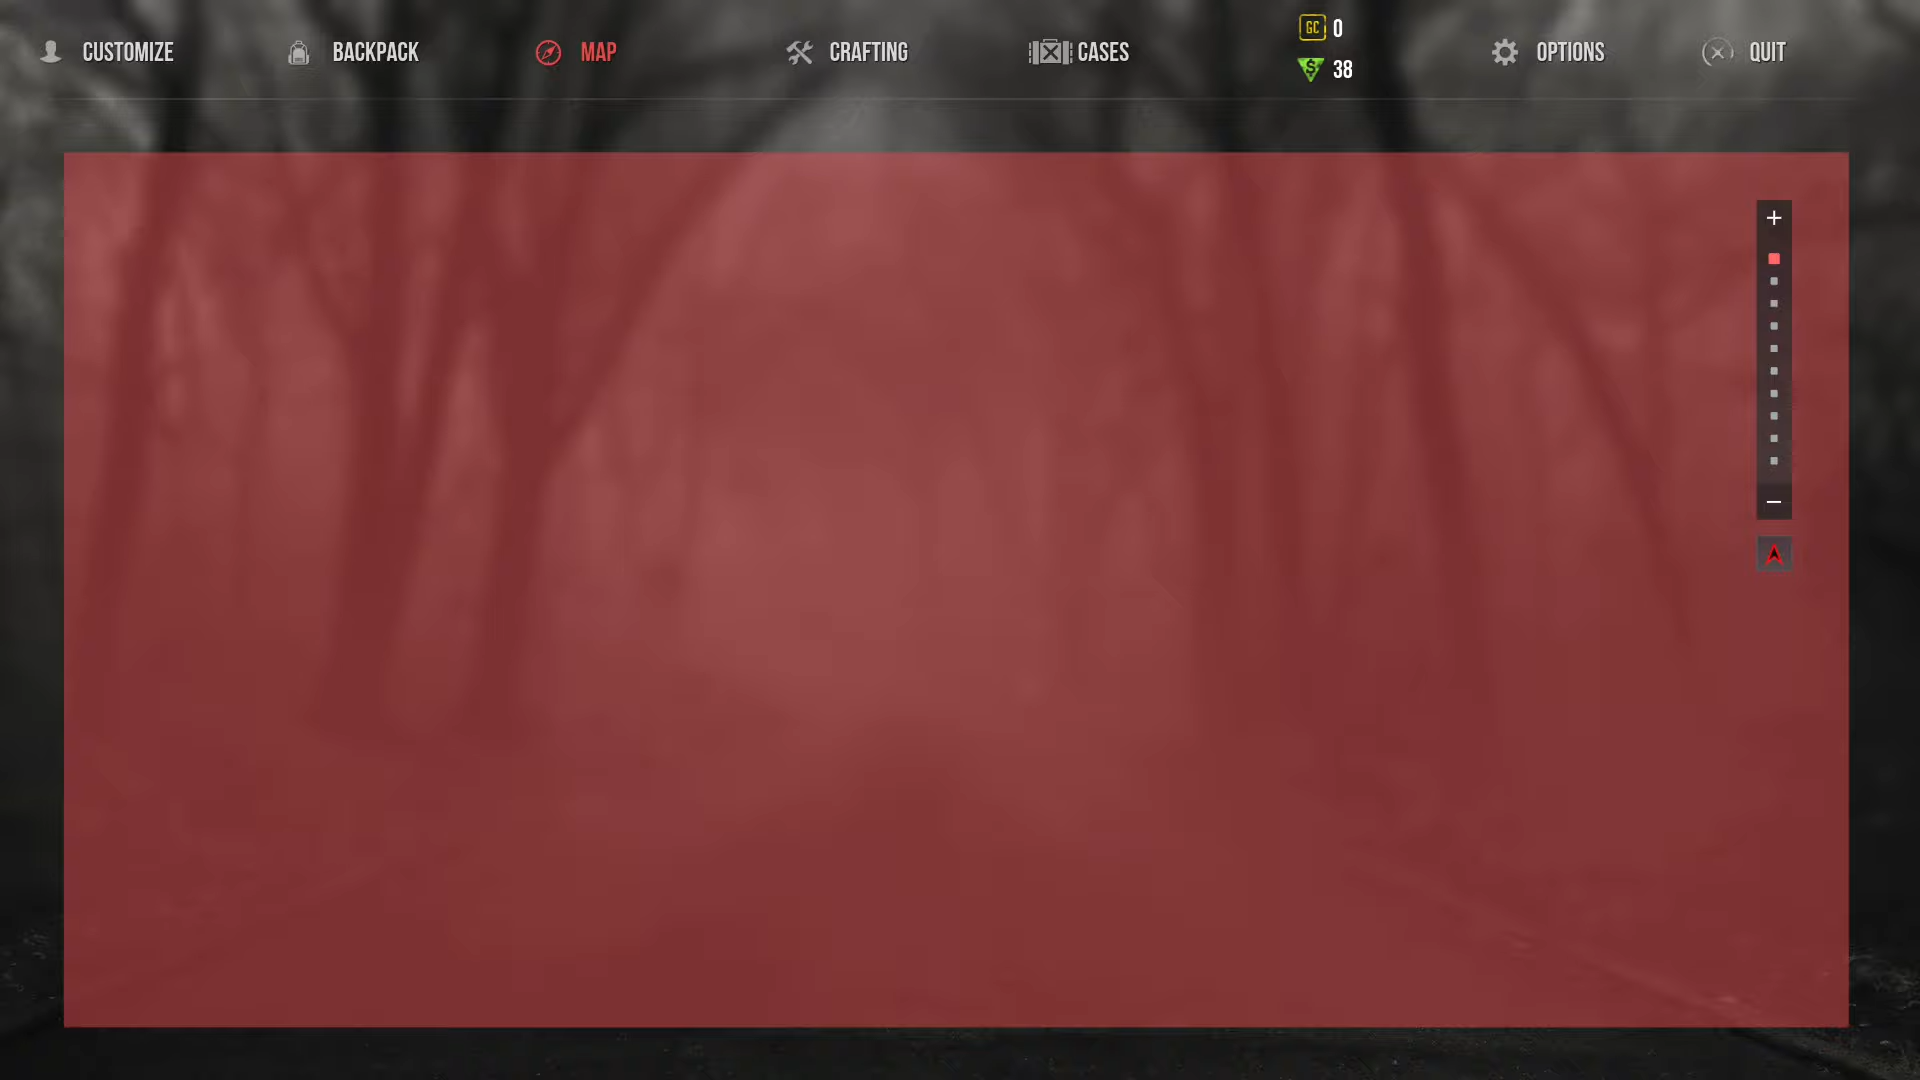 CUSTOMIZE
BACKPACK
MAP
CRAFTING
CASES
GC 0
$ 38
OPTIONS
QUIT
+
−